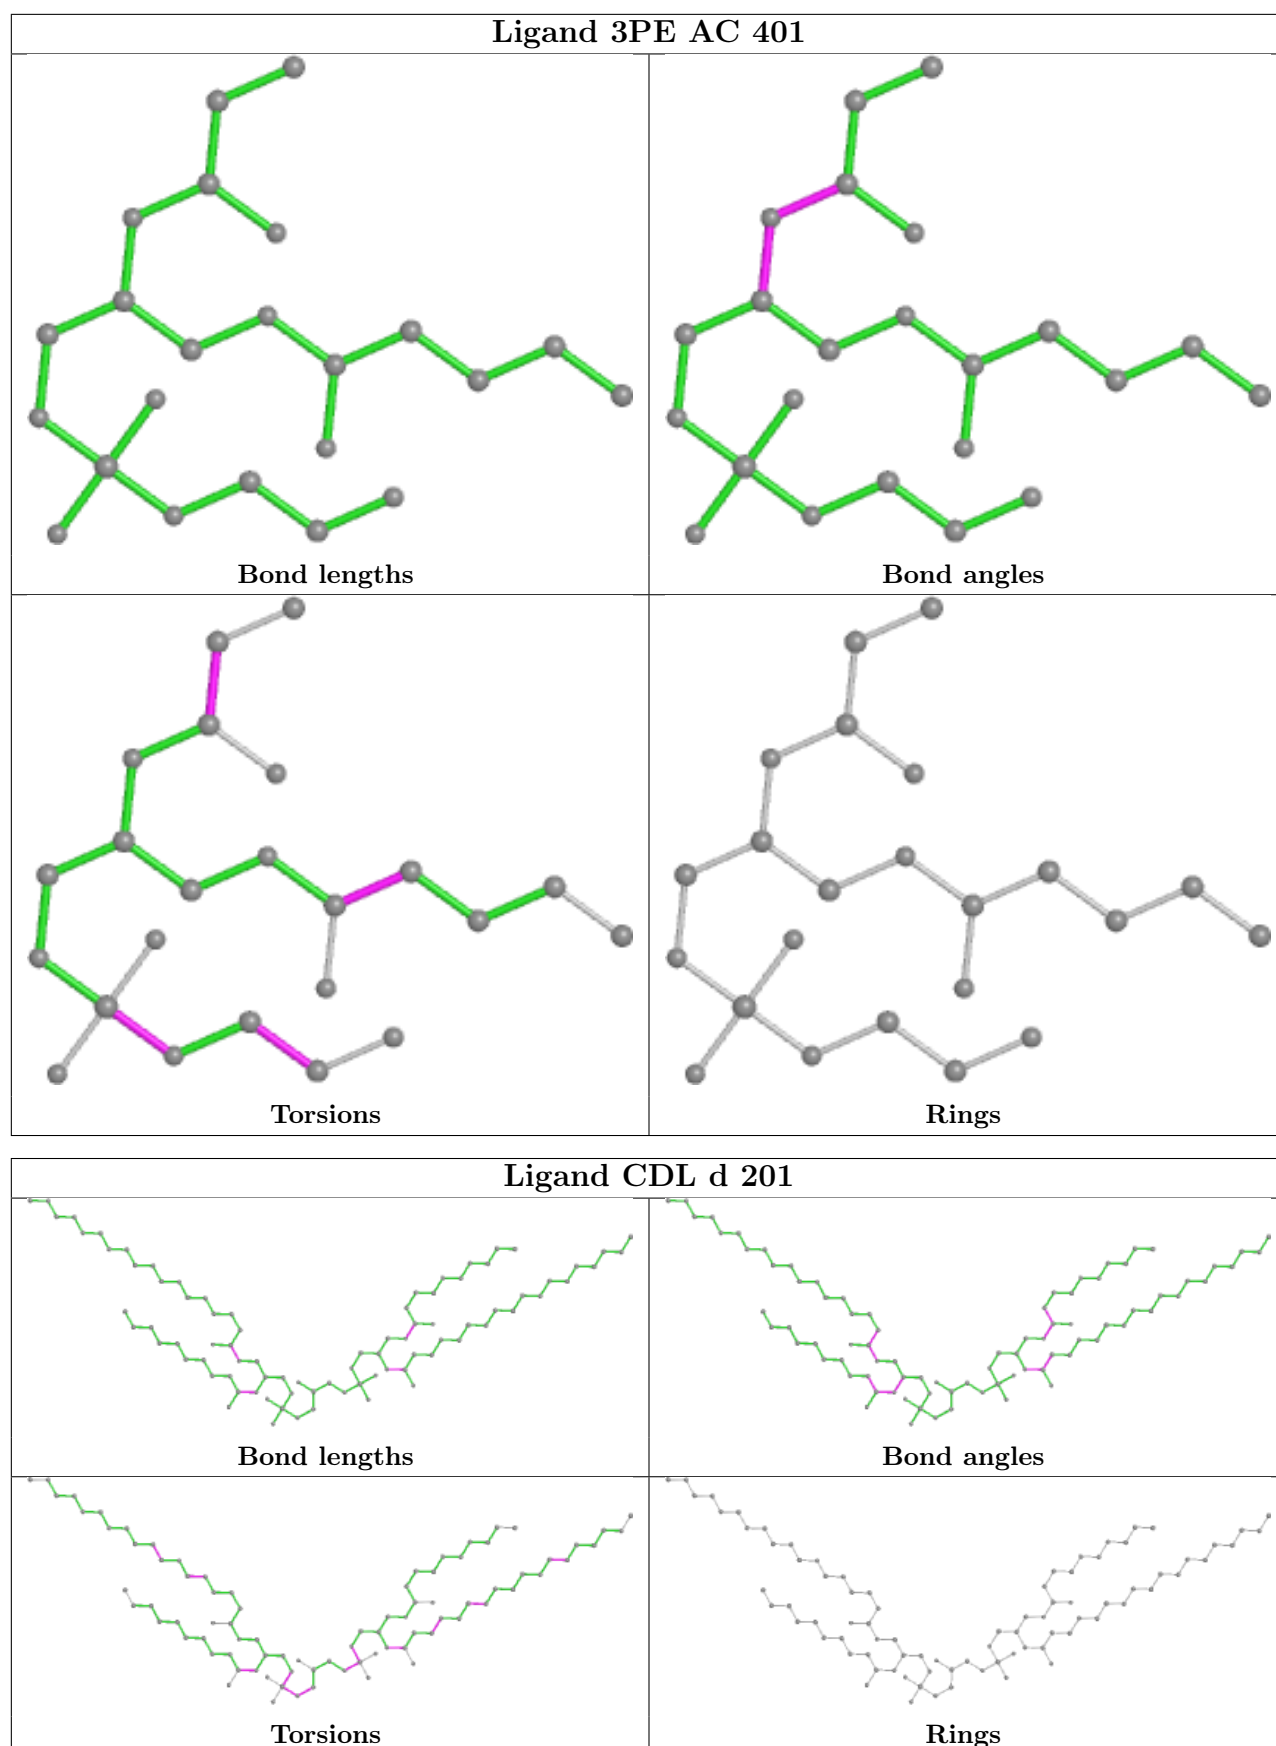 Ligand 3PE AC 401
Bond lengths
Bond angles
Torsions
Rings
Ligand CDL d 201
Bond lengths
Bond angles
Torsions
Rings